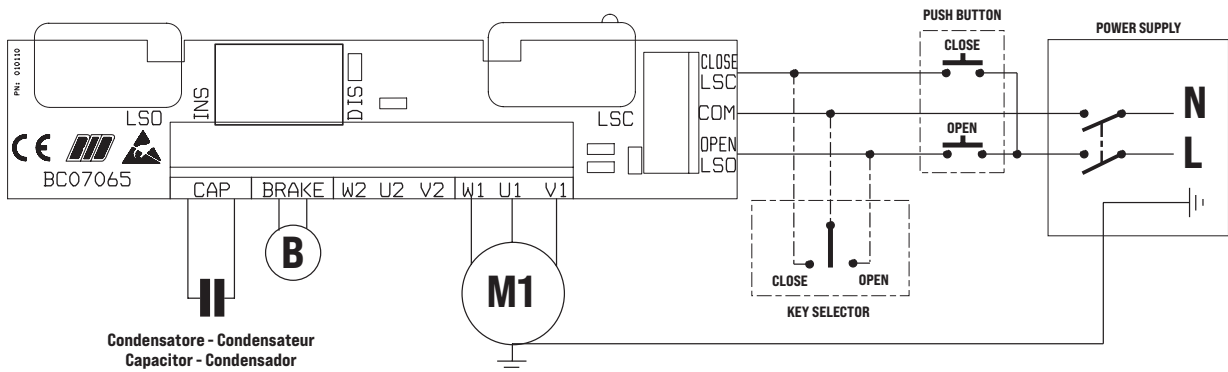 PN: 010110
LSO
INS
DIS
LSC
CLOSE
LSC
COM
OPEN
LSO
BC07065
CAP
BRAKE
W2 U2 V2
W1 U1 V1
B
M1
Condensatore - Condensateur
Capacitor - Condensador
PUSH BUTTON
CLOSE
OPEN
CLOSE
OPEN
KEY SELECTOR
POWER SUPPLY
N
L